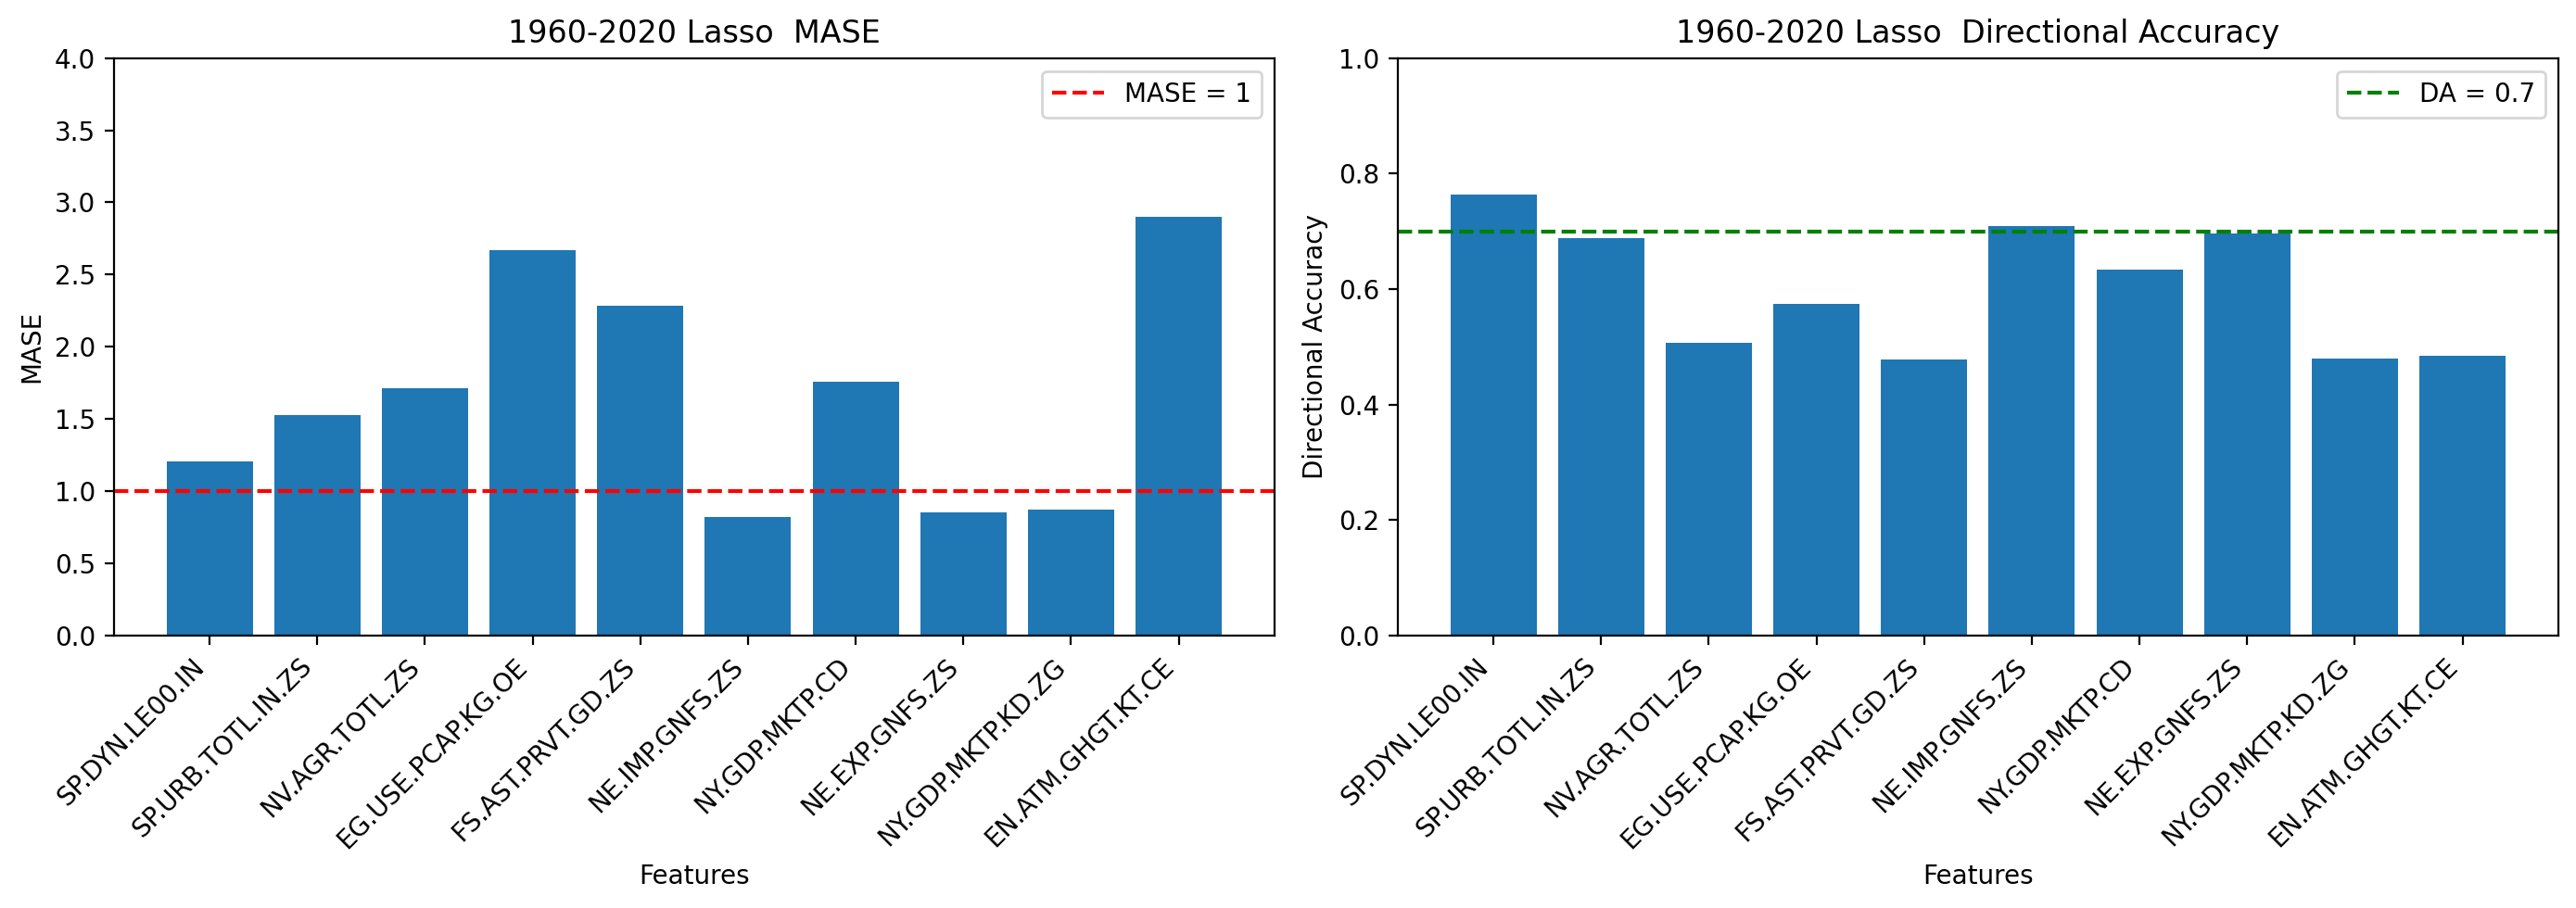 1960-2020 Lasso  MASE
4.0
3.5
3.0
2.5
2.0
1.5
1.0
0.5
0.0
MASE
MASE = 1
SP.DYN.LE00.IN
SP.URB.TOTL.IN.ZS
NV.AGR.TOTL.ZS
EG.USE.PCAP.KG.OE
FS.AST.PRVT.GD.ZS
NE.IMP.GNFS.ZS
NY.GDP.MKTP.CD
NE.EXP.GNFS.ZS
NY.GDP.MKTP.KD.ZG
EN.ATM.GHGT.KT.CE
Features
1960-2020 Lasso  Directional Accuracy
1.0
0.8
0.6
0.4
0.2
0.0
Directional Accuracy
DA = 0.7
SP.DYN.LE00.IN
SP.URB.TOTL.IN.ZS
NV.AGR.TOTL.ZS
EG.USE.PCAP.KG.OE
FS.AST.PRVT.GD.ZS
NE.IMP.GNFS.ZS
NY.GDP.MKTP.CD
NE.EXP.GNFS.ZS
NY.GDP.MKTP.KD.ZG
EN.ATM.GHGT.KT.CE
Features